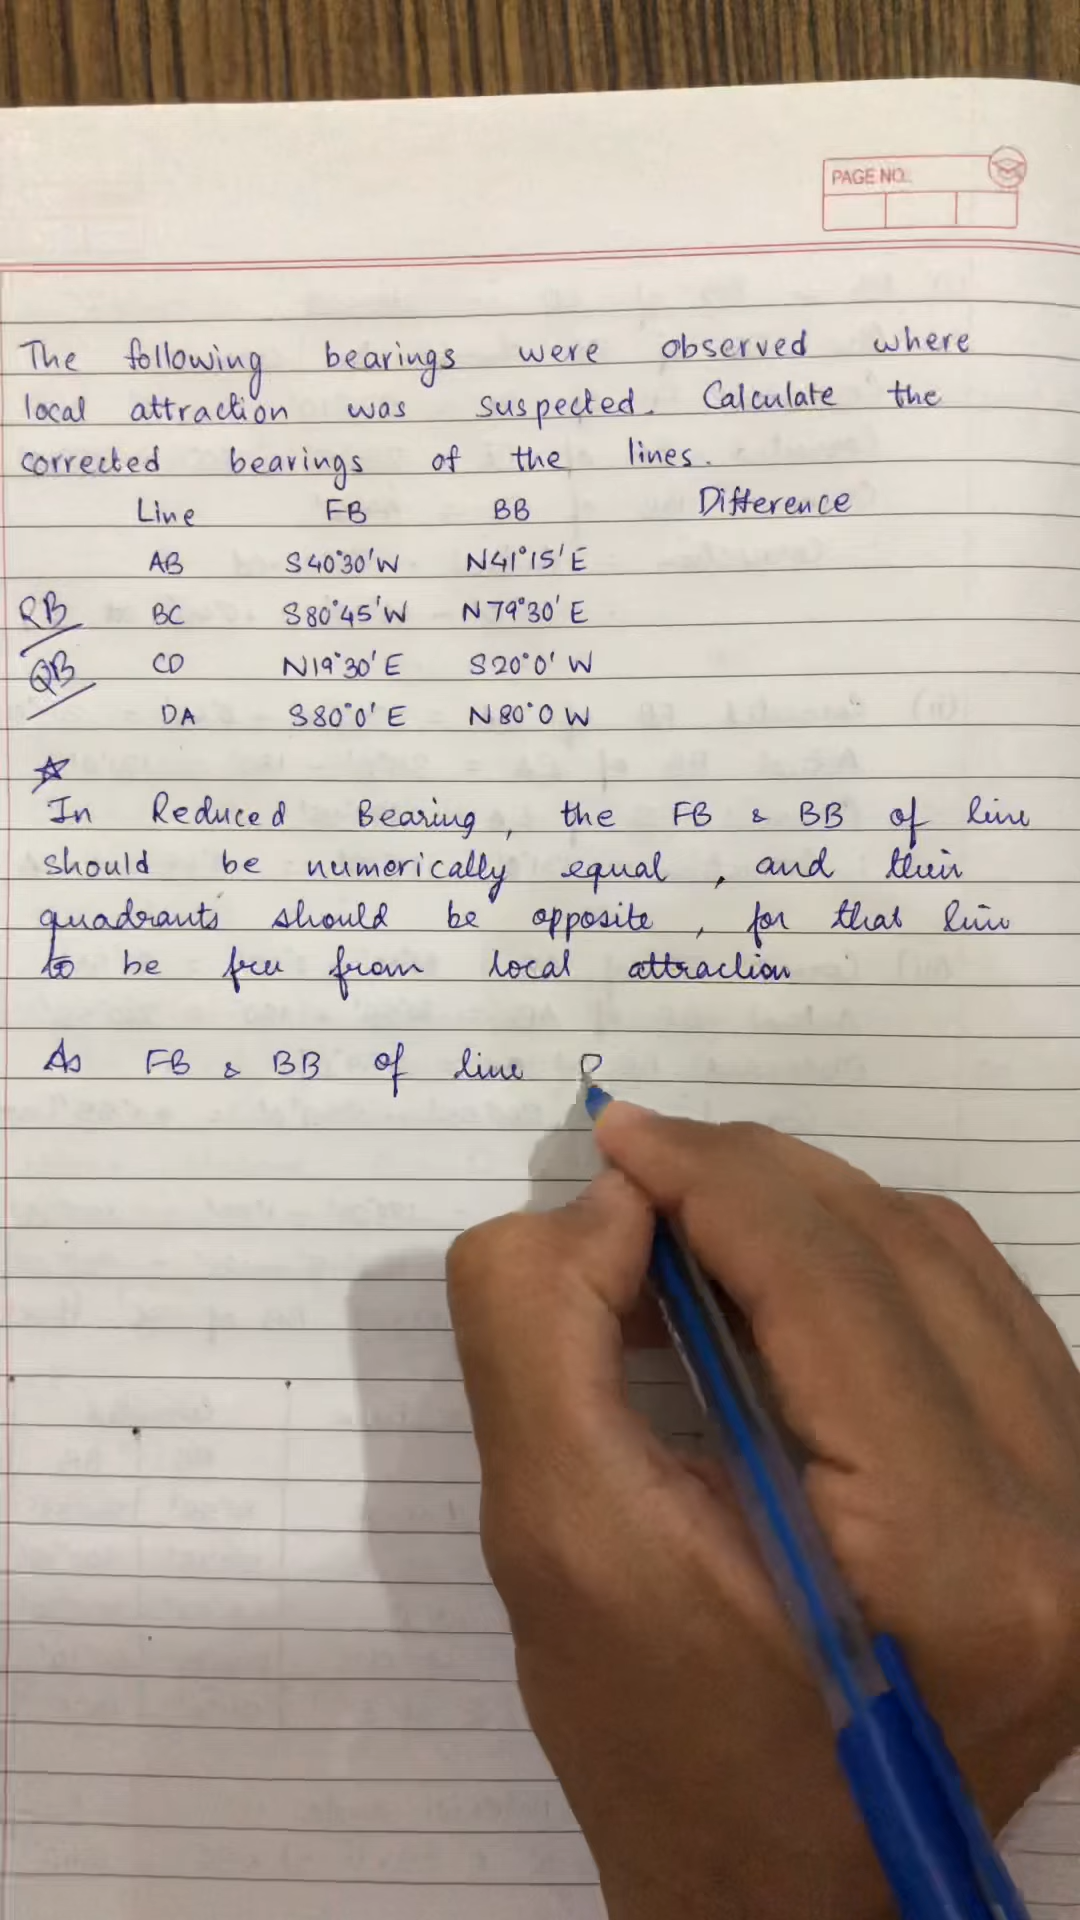 PAGE NO.
The following bearings were observed where
local attraction was suspected. Calculate the
corrected bearings of the lines.
Line FB BB Difference
AB S40°30'W N41°15'E
RB BC S80°45'W N79°30'E
QB CD N19°30'E S20°0'W
DA S80°0'E N80°0W
In Reduced Bearing, the FB & BB of line
should be numerically equal, and their
quadrants should be opposite, for that line
to be free from local attraction
As FB & BB of line D